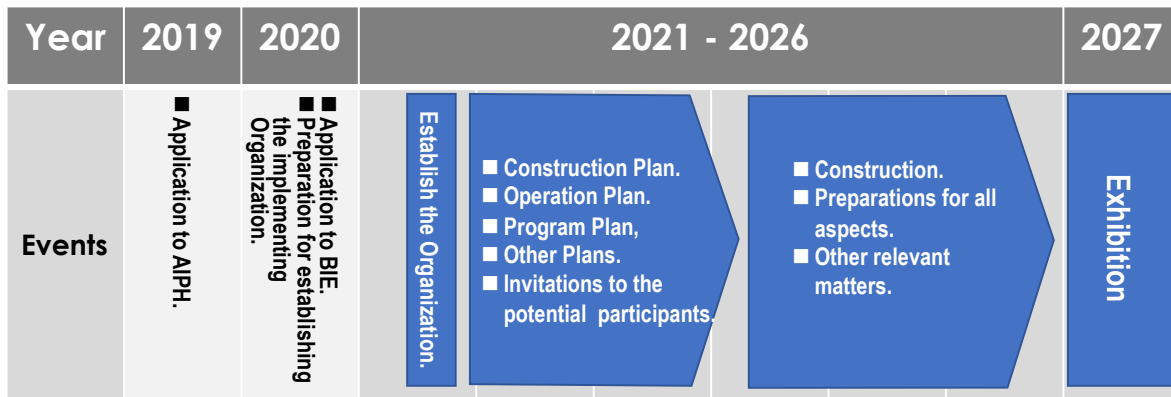 Year
2019
2020
2021 - 2026
2027
Events
■ Application to AIPH.
■ Application to BIE.
■ Preparation for establishing
the implementing
Organization.
Establish the Organization.
■ Construction Plan.
■ Operation Plan.
■ Program Plan,
■ Other Plans.
■ Invitations to the
potential participants.
■ Construction.
■ Preparations for all
aspects.
■ Other relevant
matters.
Exhibition